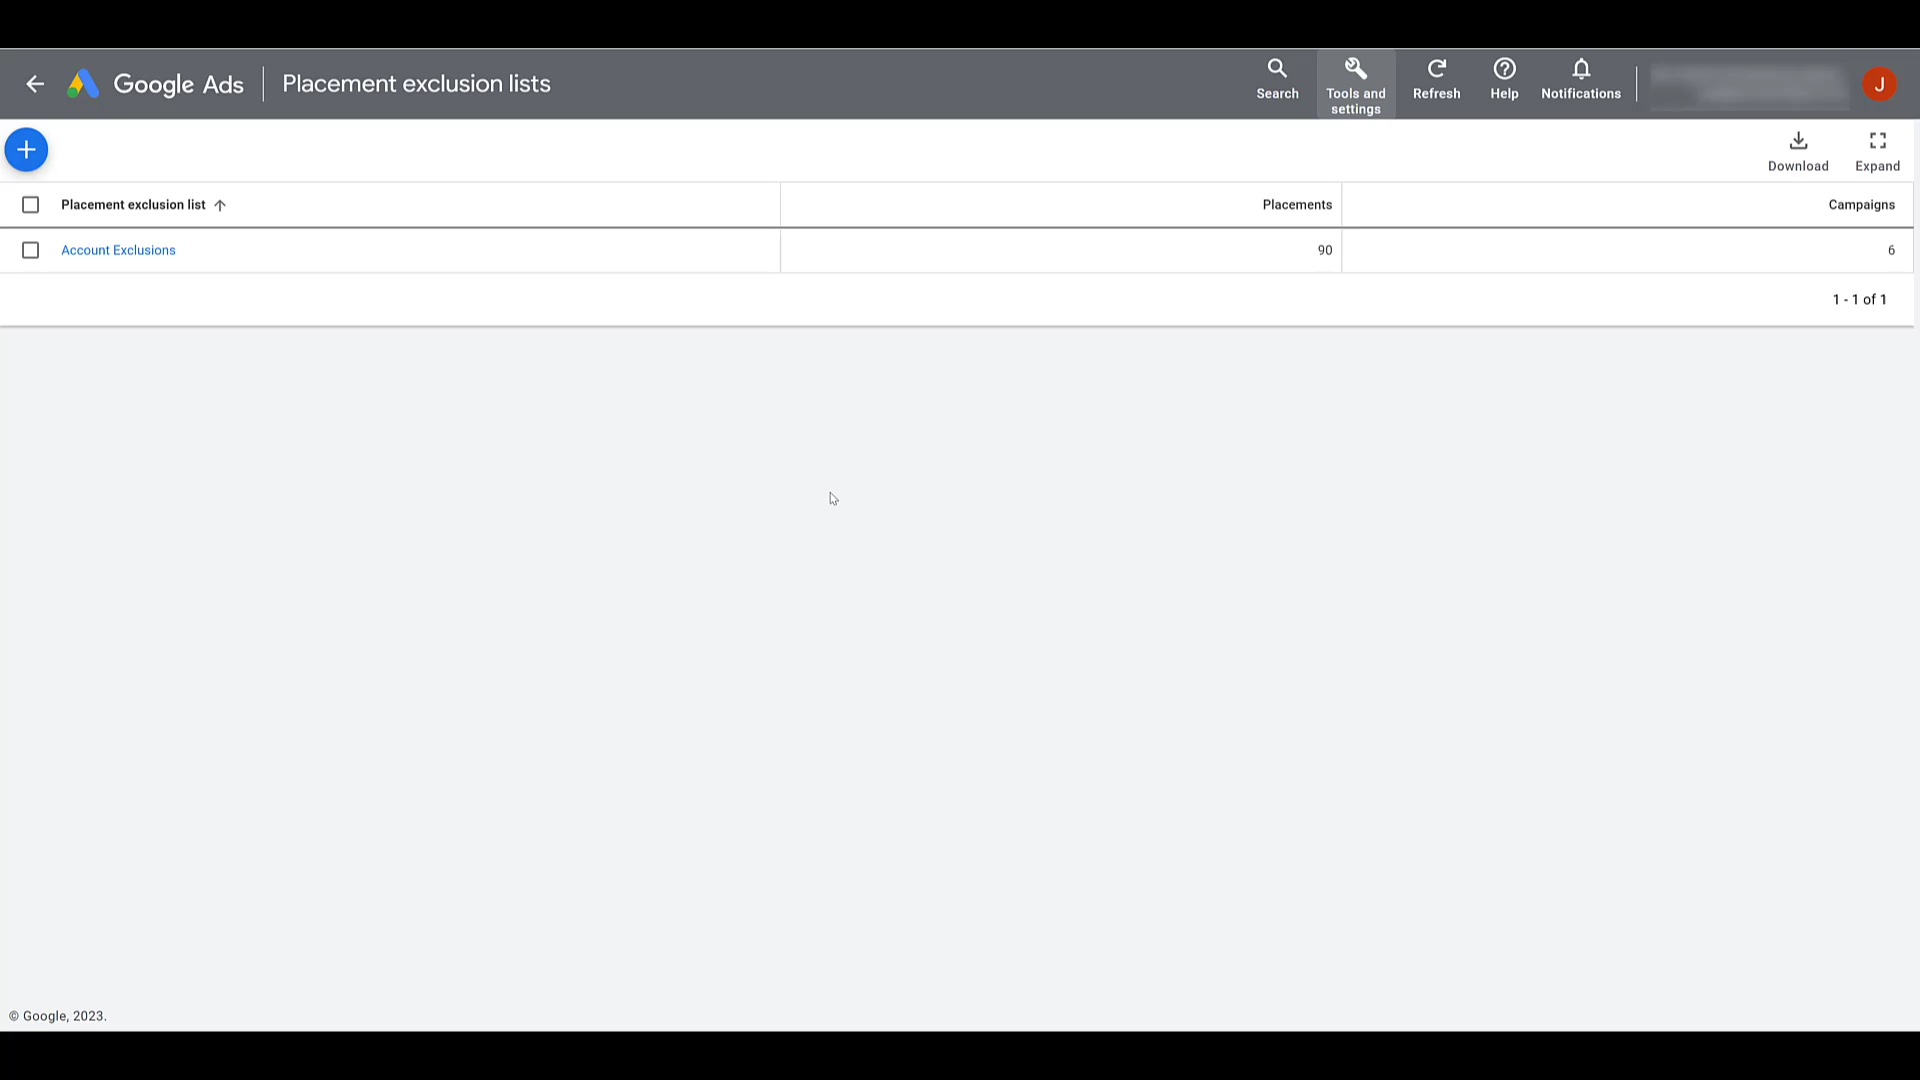 Google Ads
Placement exclusion lists
Search
Tools and
settings
Refresh
Help
Notifications
J
Download
Expand
Placement exclusion list
Placements
Campaigns
Account Exclusions
90
6
1 - 1 of 1
© Google, 2023.